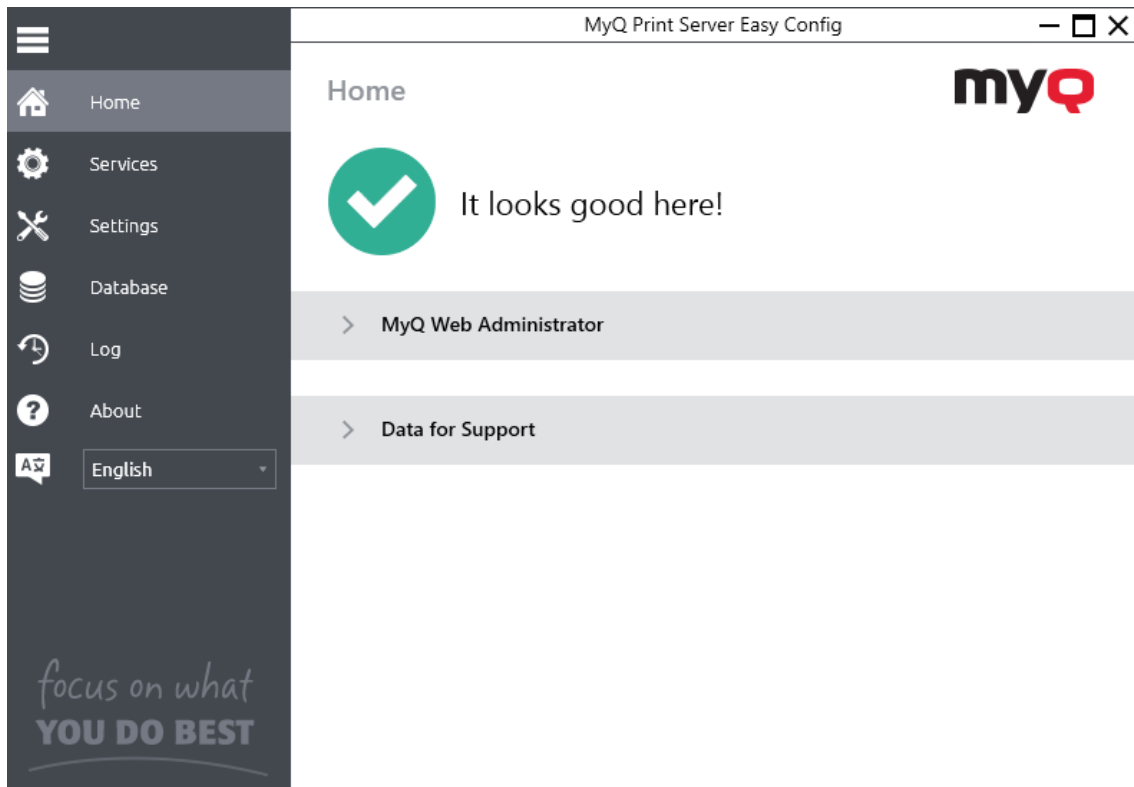 MyQ Print Server Easy Config
Home
Services
Settings
Database
Log
About
English
focus on what
YOU DO BEST
Home
myQ
It looks good here!
MyQ Web Administrator
Data for Support